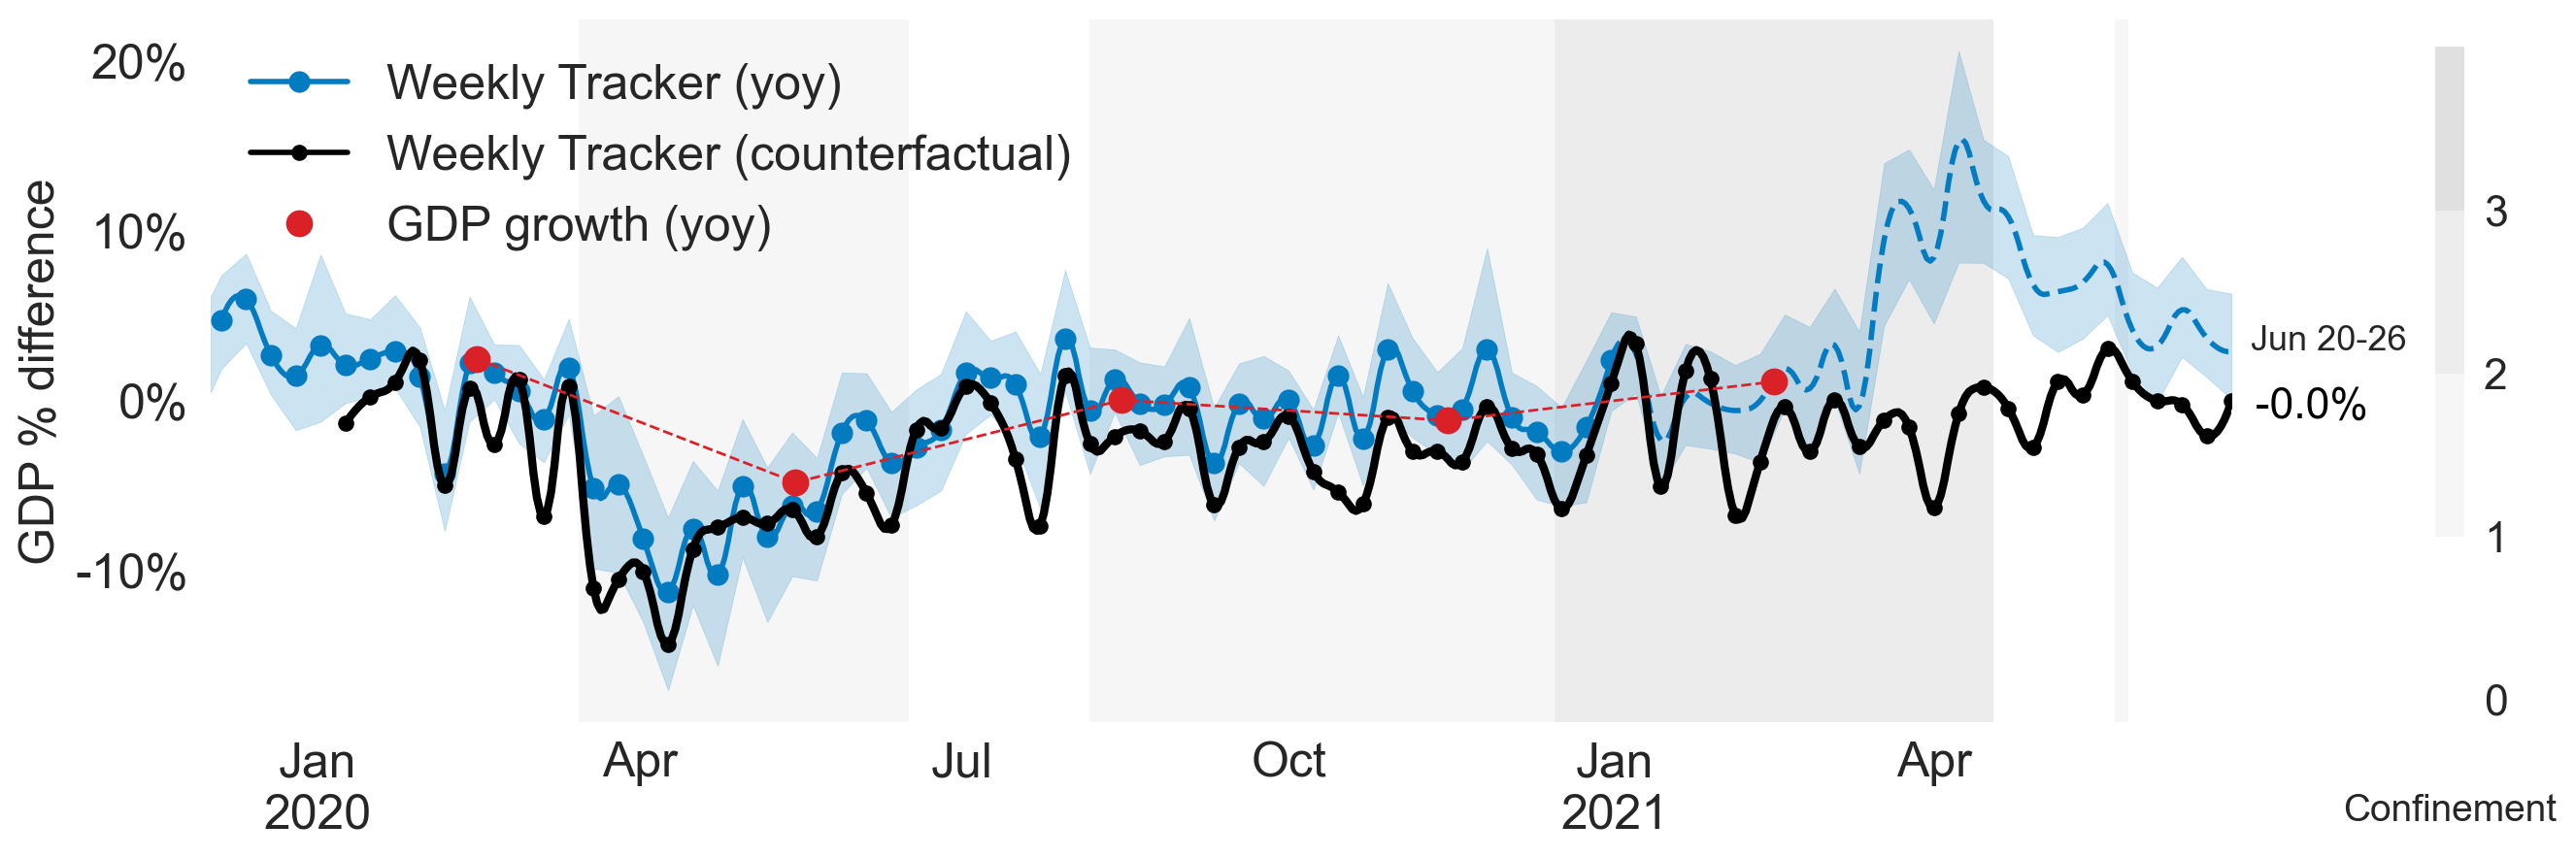 20%
10%
0%
-10%
GDP % difference
Weekly Tracker (yoy)
Weekly Tracker (counterfactual)
GDP growth (yoy)
Jun 20-26
-0.0%
3
2
1
0
Jan
2020
Apr
Jul
Oct
Jan
2021
Apr
Confinement